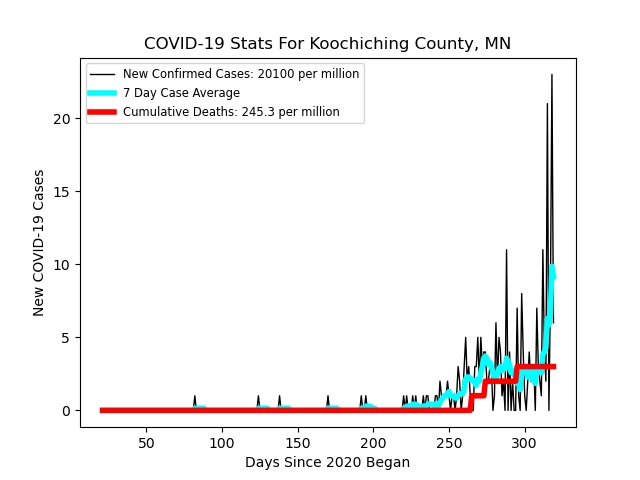 COVID-19 Stats For Koochiching County, MN
New Confirmed Cases: 20100 per million
7 Day Case Average
Cumulative Deaths: 245.3 per million
New COVID-19 Cases
20
15
10
5
0
50 100 150 200 250 300
Days Since 2020 Began